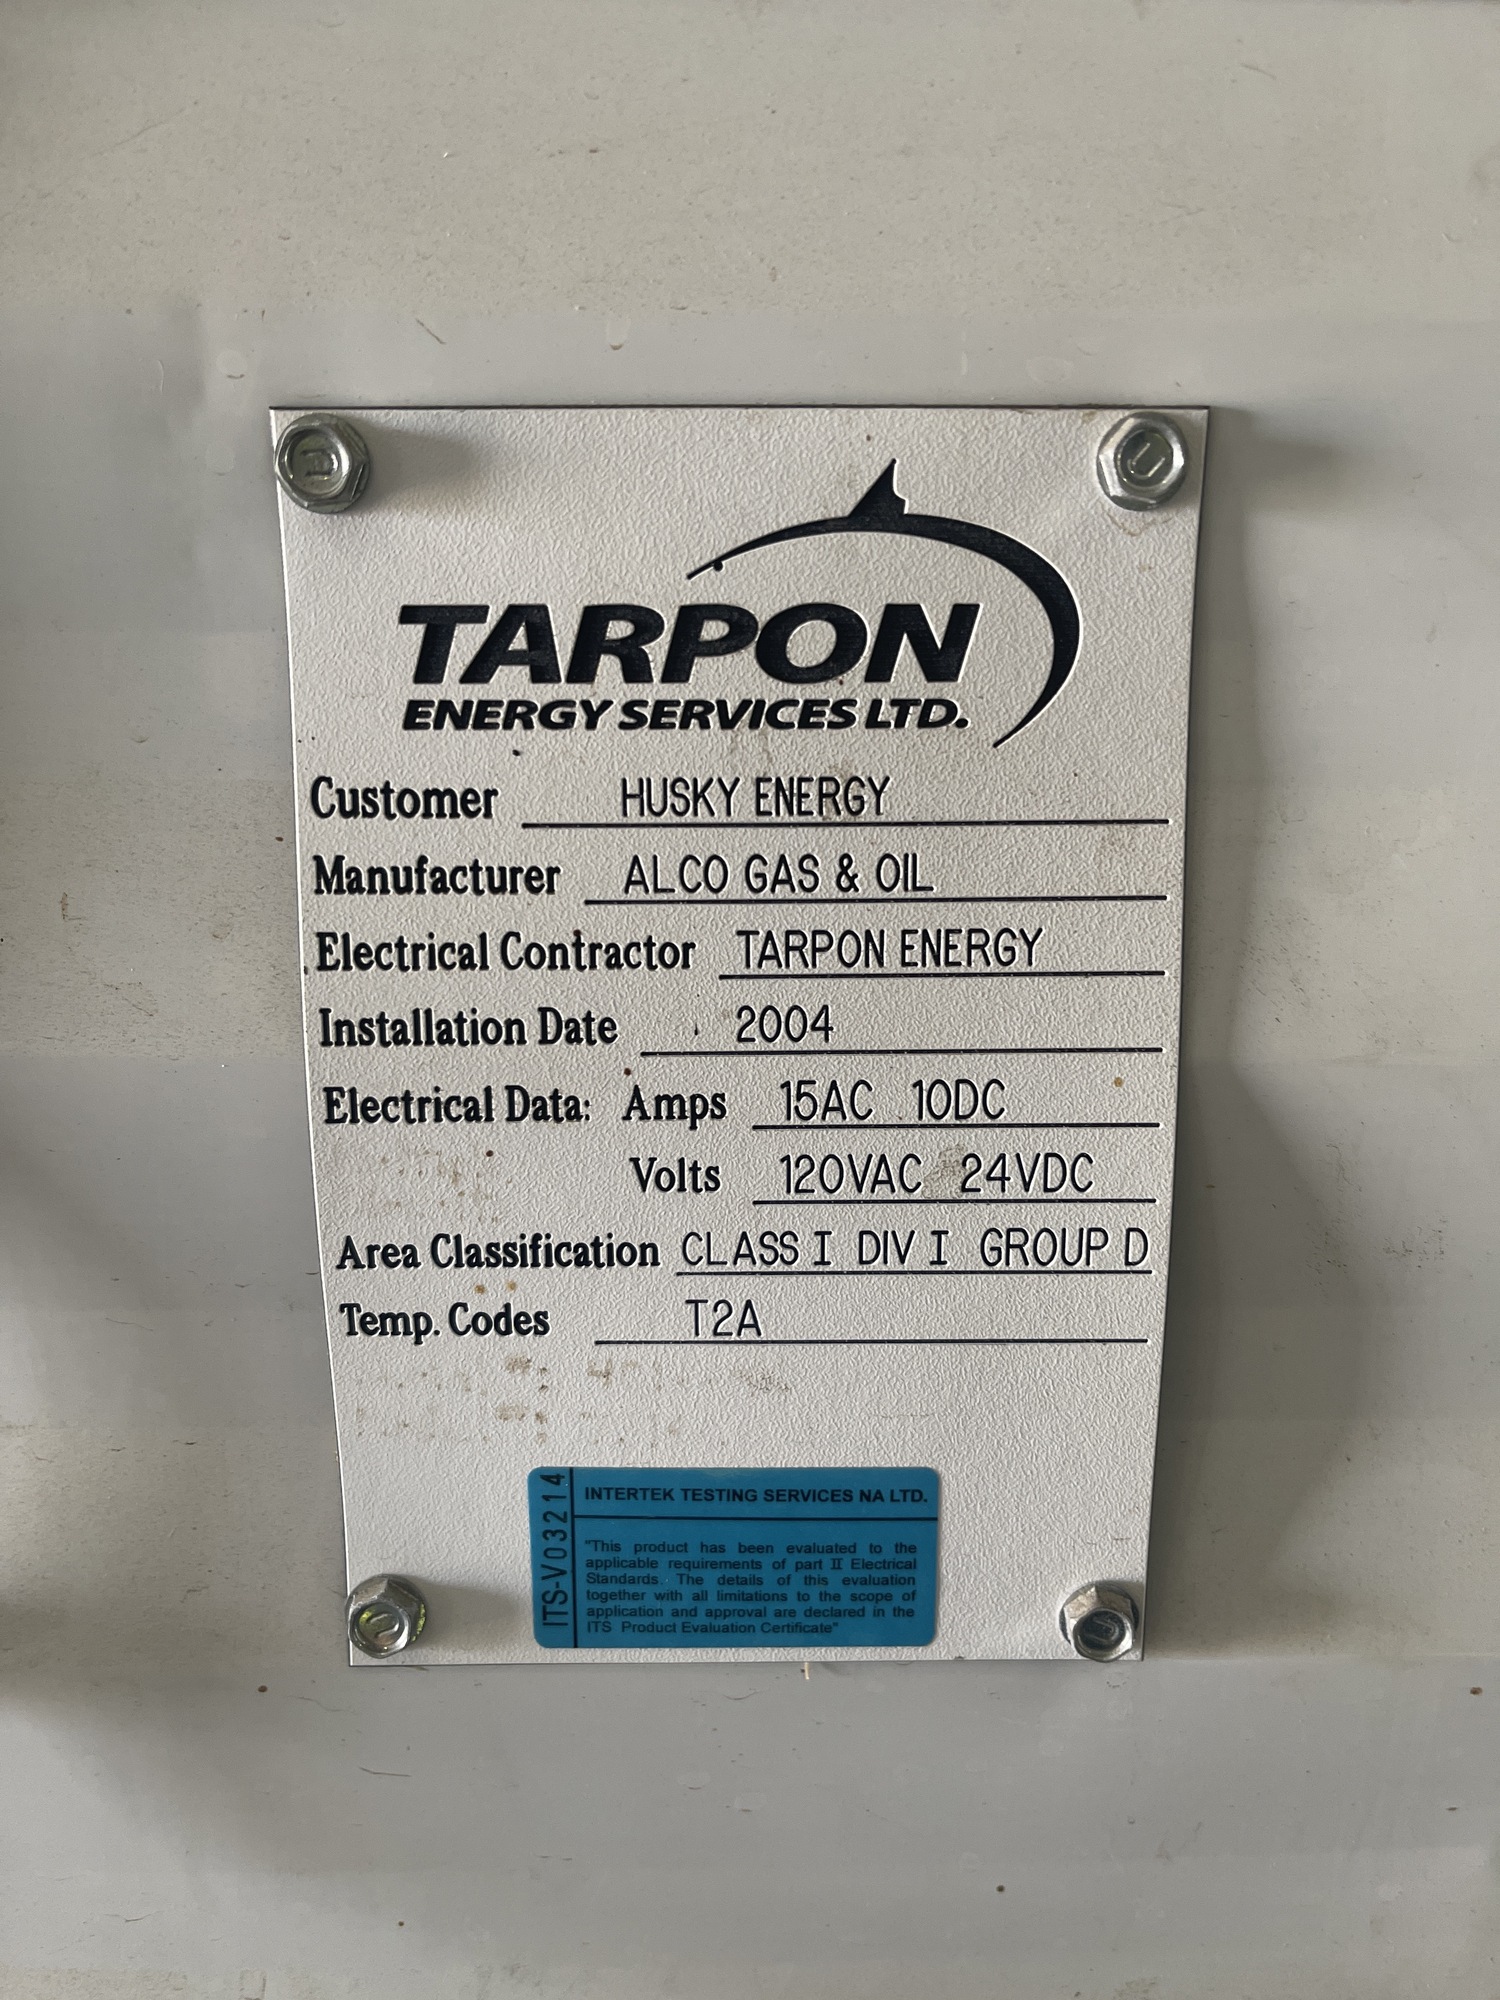 TARPON
ENERGY SERVICES LTD.
Customer HUSKY ENERGY
Manufacturer ALCO GAS & OIL
Electrical Contractor TARPON ENERGY
Installation Date 2004
Electrical Data: Amps 15AC 10DC
Volts 120VAC 24VDC
Area Classification CLASS I DIV I GROUP D
Temp. Codes T2A
ITS-V03214
INTERTEK TESTING SERVICES NA LTD.
"This product has been evaluated to the
applicable requirements of part II Electrical
Standards. The details of this evaluation
together with all limitations to the scope of
application and approval are declared in the
ITS Product Evaluation Certificate"